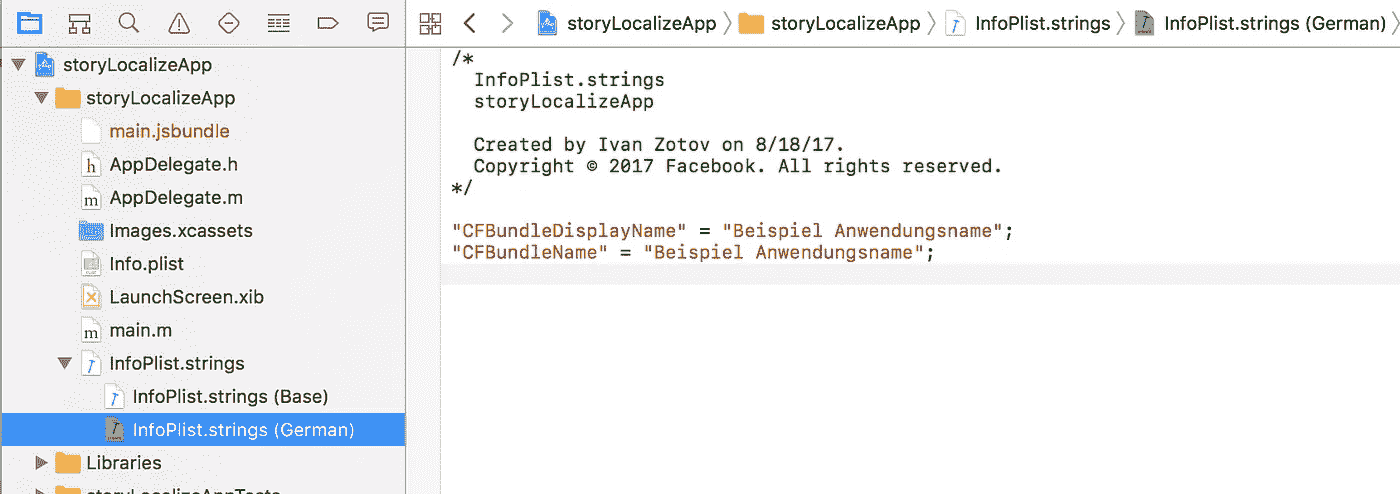 storyLocalizeApp
storyLocalizeApp
InfoPlist.strings
InfoPlist.strings (German)
storyLocalizeApp
storyLocalizeApp
main.jsbundle
h AppDelegate.h
m AppDelegate.m
Images.xcassets
Info.plist
LaunchScreen.xib
m main.m
InfoPlist.strings
InfoPlist.strings (Base)
InfoPlist.strings (German)
Libraries
storyLocalizeAppTests
/*
InfoPlist.strings
storyLocalizeApp
Created by Ivan Zotov on 8/18/17.
Copyright © 2017 Facebook. All rights reserved.
*/
"CFBundleDisplayName" = "Beispiel Anwendungsname";
"CFBundleName" = "Beispiel Anwendungsname";